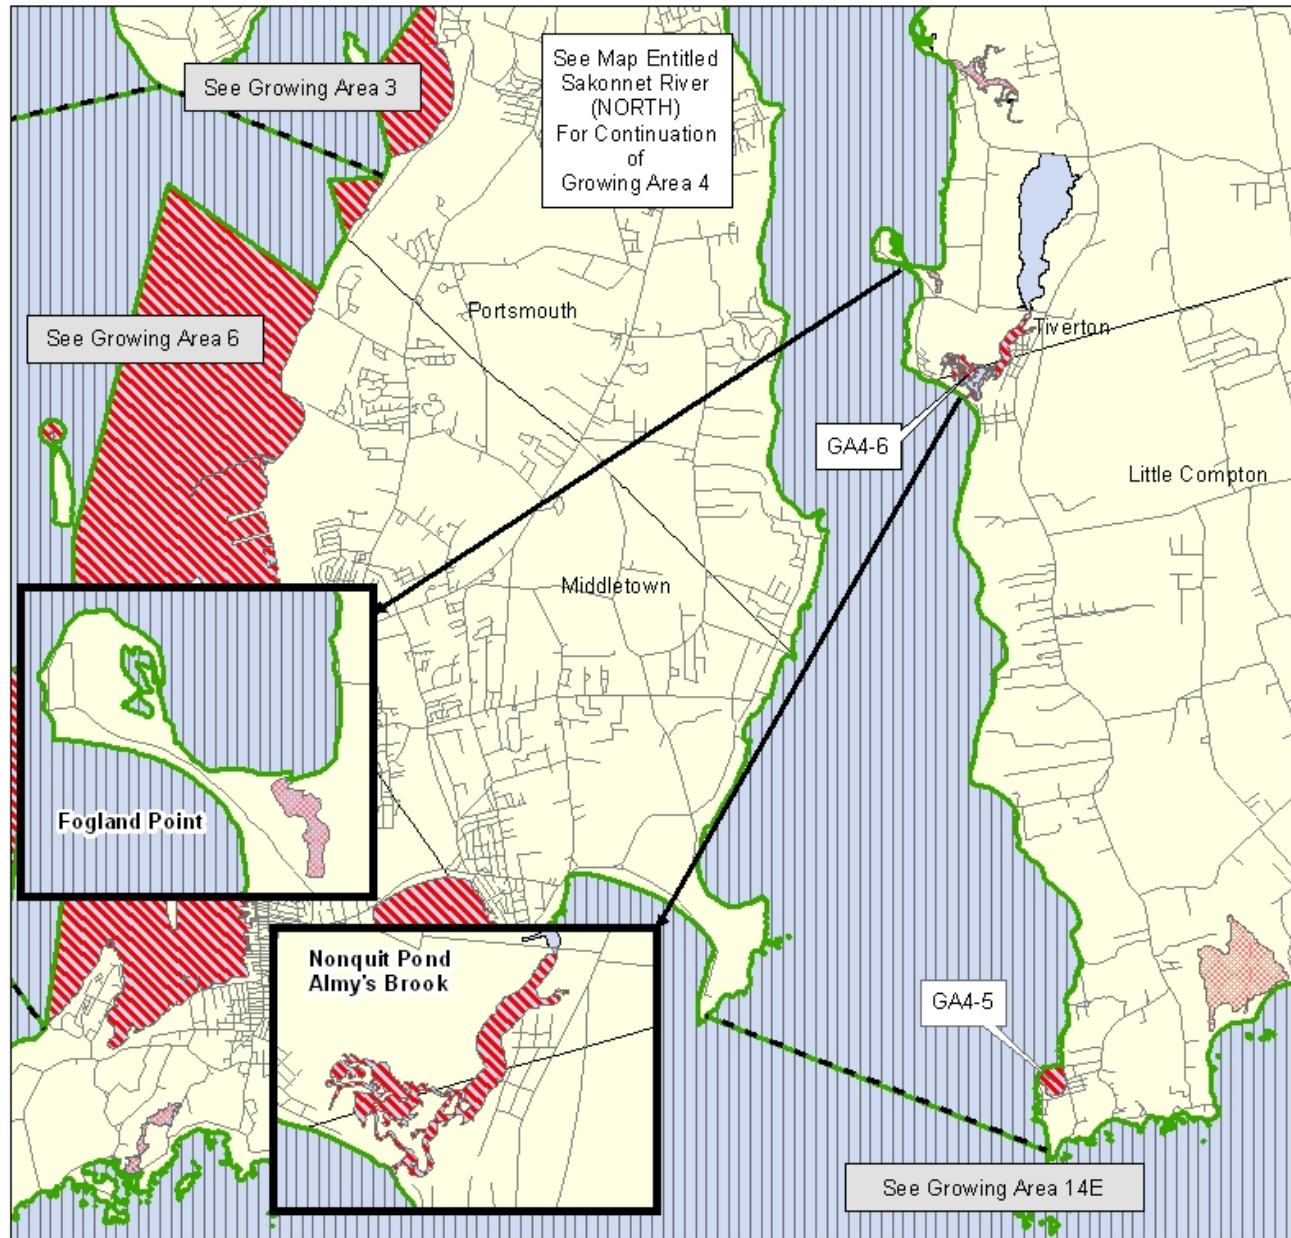 See Map Entitled
Sakonnet River
(NORTH)
For Continuation
of
Growing Area 4
See Growing Area 3
Portsmouth
See Growing Area 6
Tiverton
GA4-6
Little Compton
Middletown
Fogland Point
Nonquit Pond
Almy's Brook
GA4-5
See Growing Area 14E